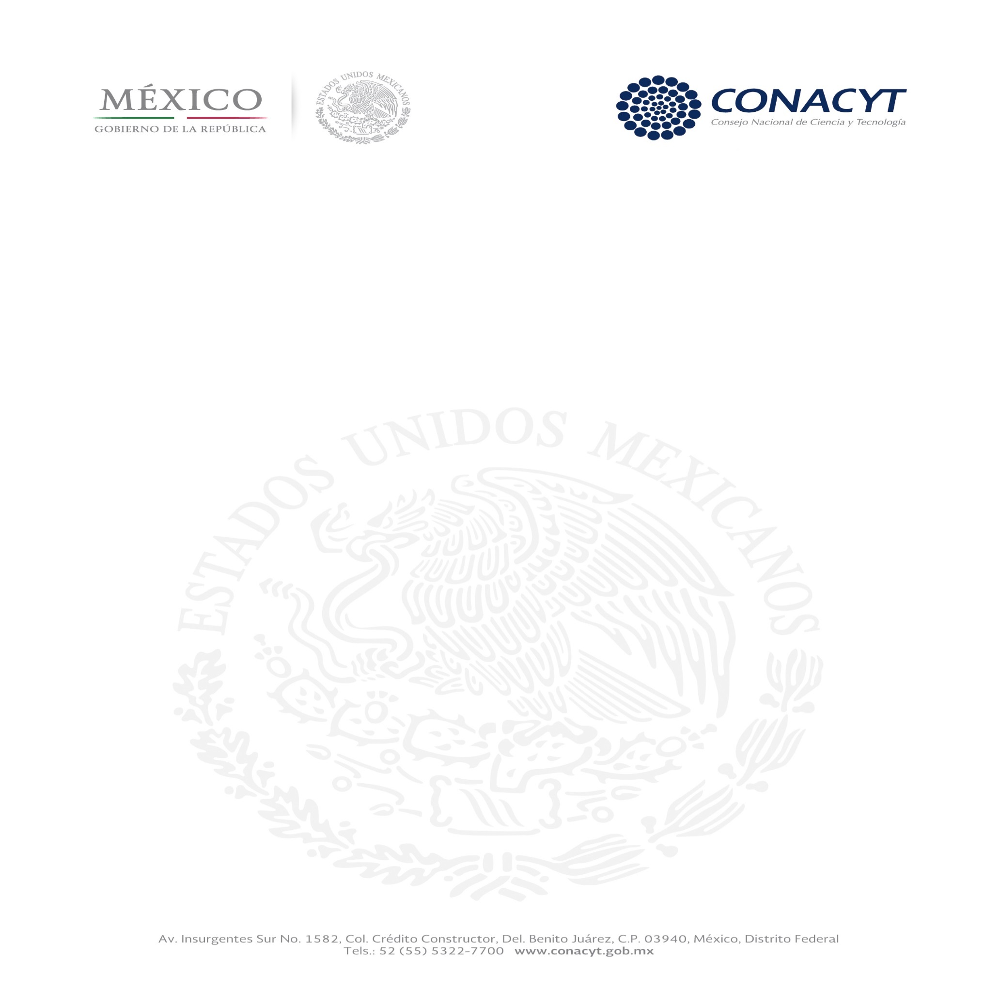 MÉXICO
GOBIERNO DE LA REPÚBLICA
ESTADOS UNIDOS MEXICANOS
CONACYT
Consejo Nacional de Ciencia y Tecnología
ESTADOS UNIDOS MEXICANOS
Av. Insurgentes Sur No. 1582, Col. Crédito Constructor, Del. Benito Juárez, C.P. 03940, México, Distrito Federal
Tels.: 52 (55) 5322-7700 www.conacyt.gob.mx